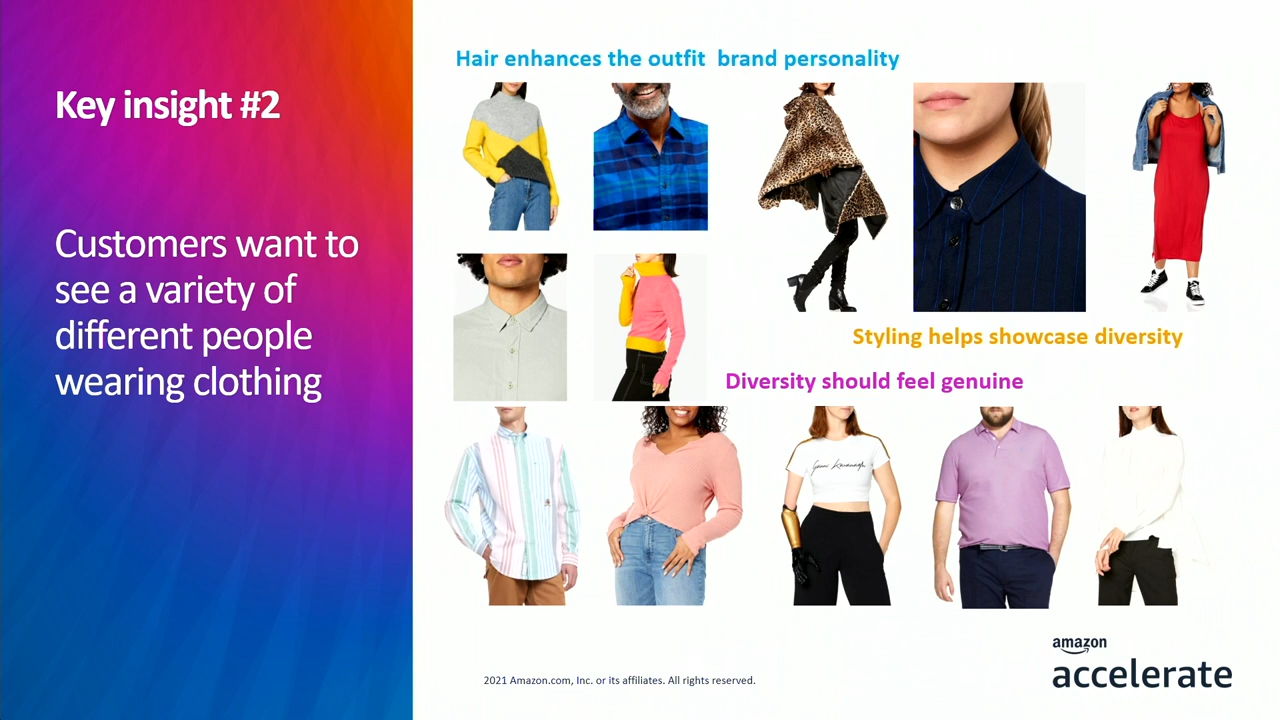 Key insight #2
Customers want to
see a variety of
different people
wearing clothing
Hair enhances the outfit  brand personality
Styling helps showcase diversity
Diversity should feel genuine
2021 Amazon.com, Inc. or its affiliates. All rights reserved.
amazon
accelerate